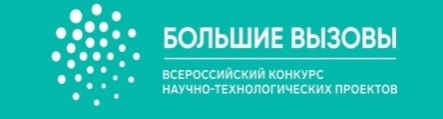 БОЛЬШИЕ ВЫЗОВЫ
ВСЕРОССИЙСКИЙ КОНКУРС
НАУЧНО-ТЕХНОЛОГИЧЕСКИХ ПРОЕКТОВ